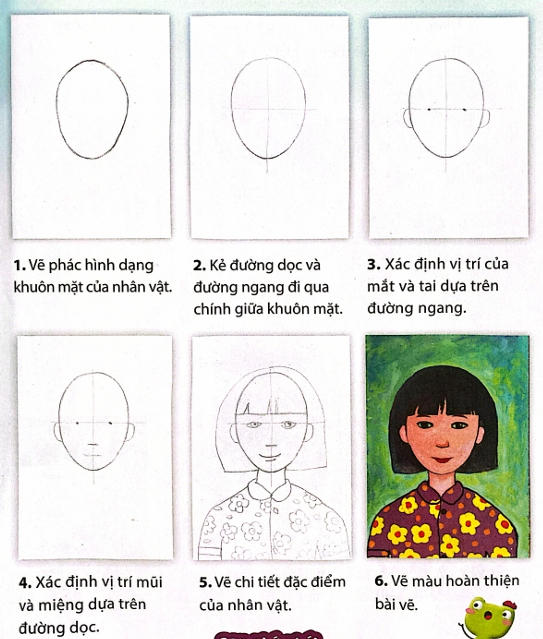 1. Vẽ phác hình dạng
khuôn mặt của nhân vật.
2. Kẻ đường dọc và
đường ngang đi qua
chính giữa khuôn mặt.
3. Xác định vị trí của
mắt và tai dựa trên
đường ngang.
4. Xác định vị trí mũi
và miệng dựa trên
đường dọc.
5. Vẽ chi tiết đặc điểm
của nhân vật.
6. Vẽ màu hoàn thiện
bài vẽ.